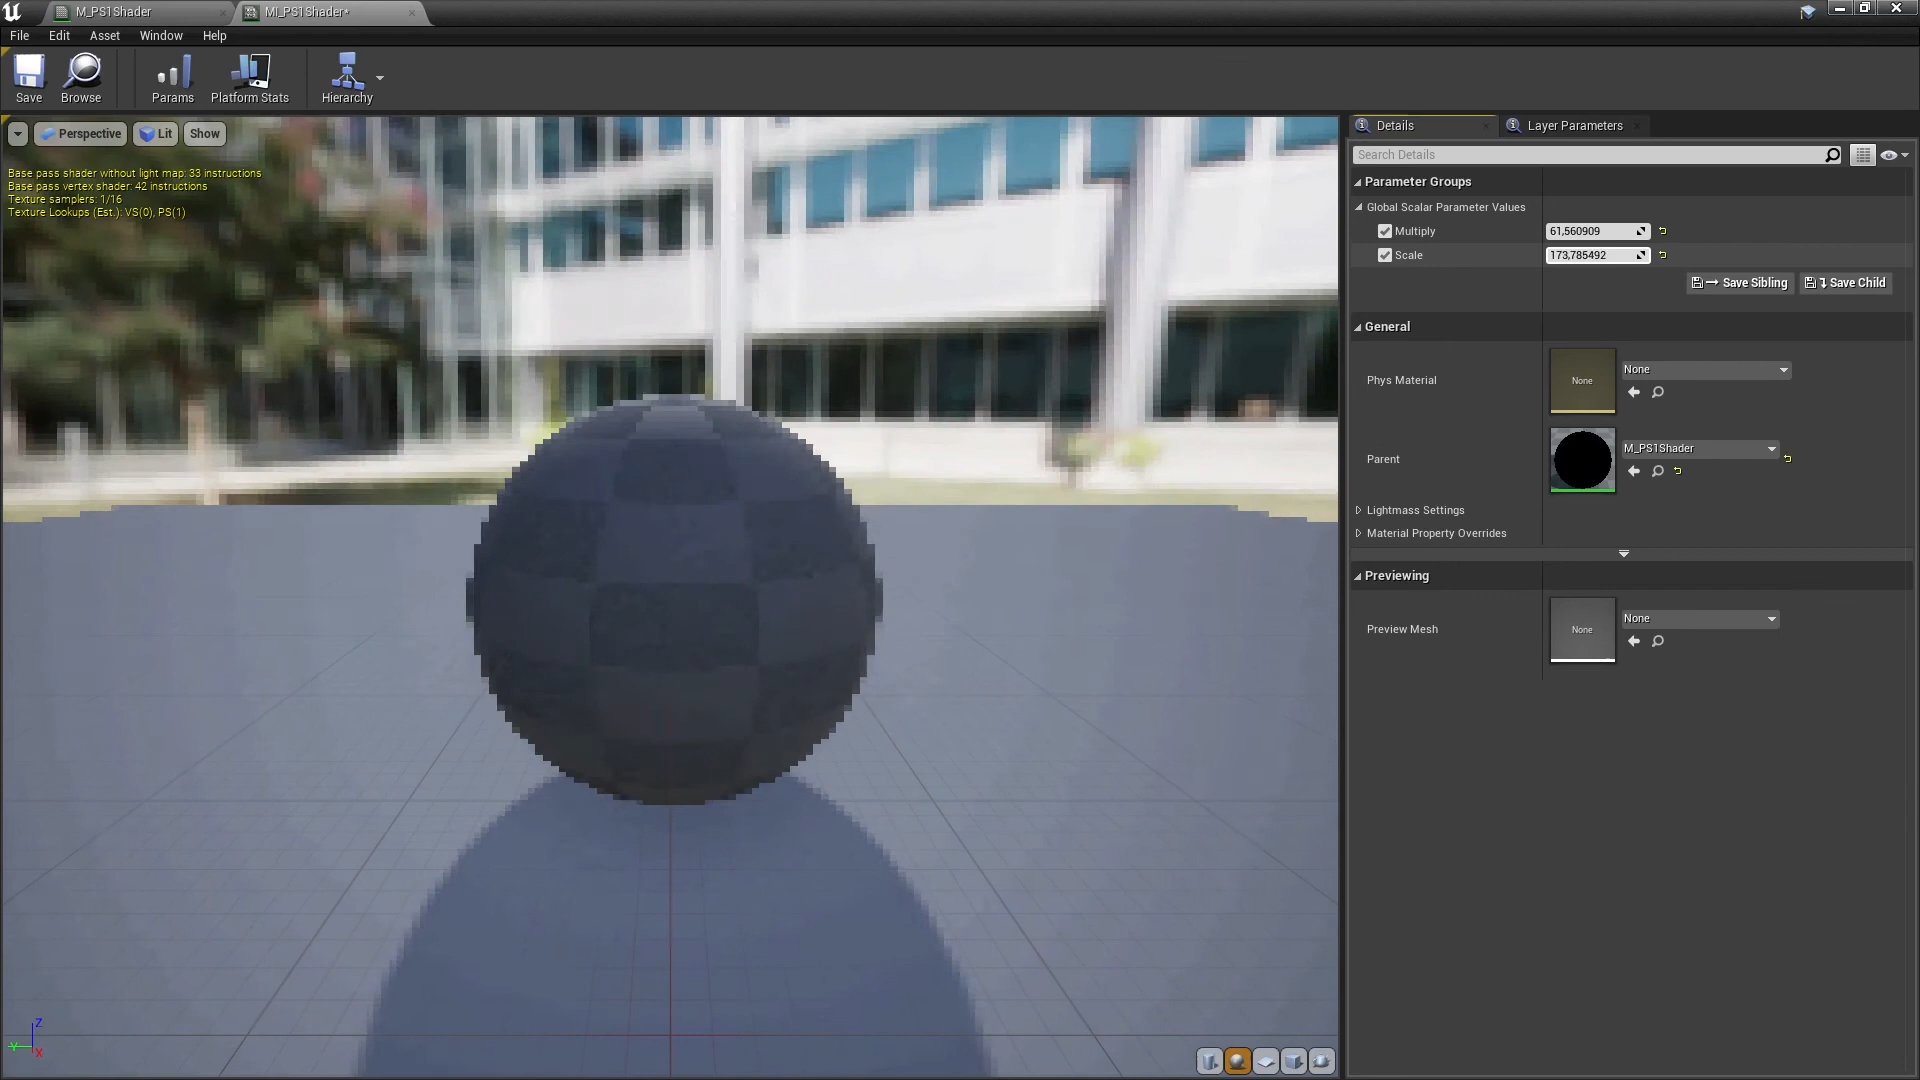 M_PS1Shader
MI_PS1Shader*
File Edit Asset Window Help
Save Browse Params Platform Stats Hierarchy
Perspective Lit Show
Base pass shader without light map: 33 instructions
Base pass vertex shader: 42 instructions
Texture samplers: 1/16
Texture Lookups (Est.): VS(0), PS(1)
Z
Y
X
Details
Layer Parameters
Search Details
Parameter Groups
Global Scalar Parameter Values
Multiply 61,560909
Scale 173,785492
Save Sibling Save Child
General
Phys Material None None
Parent M_PS1Shader
Lightmass Settings
Material Property Overrides
Previewing
Preview Mesh None None